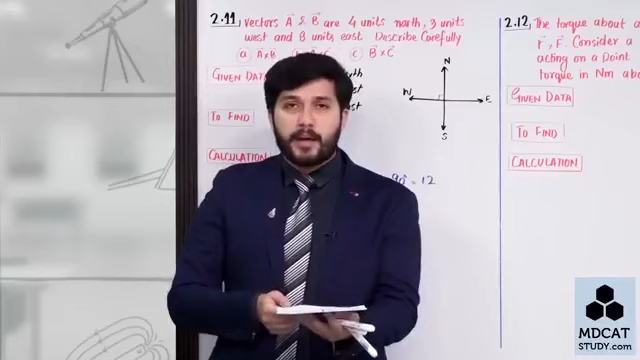 2.11 Vectors A⃗ & B⃗ are 4 units north, 3 units
west and 8 units east. Describe Carefully
(a) A⃗×B⃗ (c) B⃗×C⃗
GIVEN DATA
TO FIND
CALCULATION
90° = 12
N
W E
S
2.12 The torque about a
r⃗ × F⃗. Consider a
acting on a Point
torque in Nm
GIVEN DATA
TO FIND
CALCULATION
MDCAT
STUDY.com